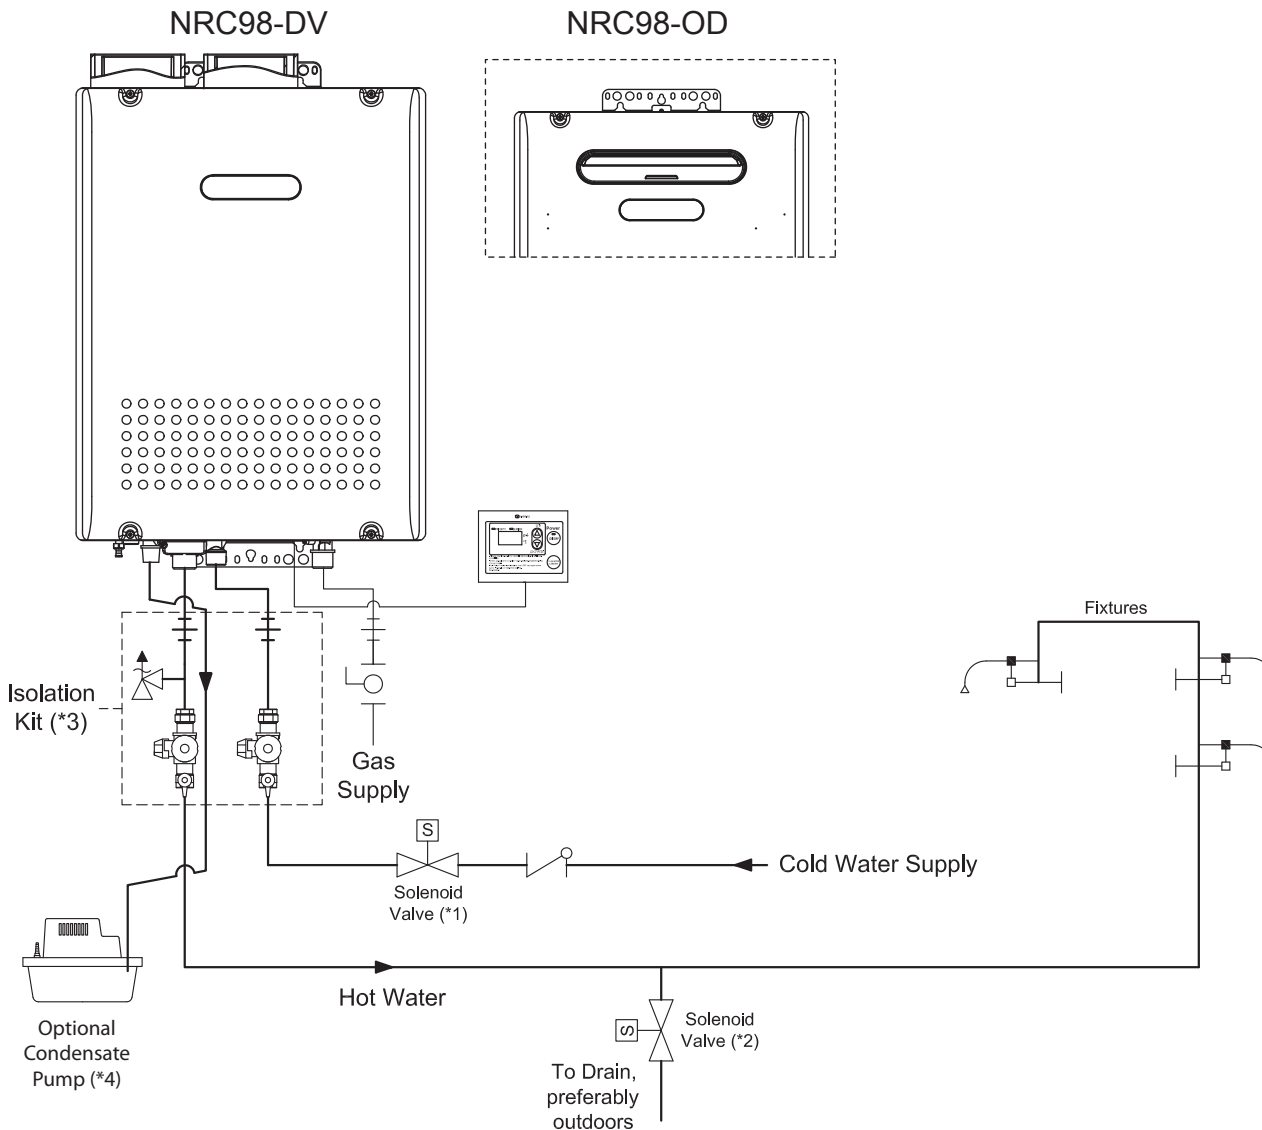 NRC98-DV
NRC98-OD
Power
Fixtures
Isolation
Kit (*3)
Gas
Supply
S
Cold Water Supply
Solenoid
Valve (*1)
Hot Water
S
Solenoid
Valve (*2)
Optional
Condensate
Pump (*4)
To Drain,
preferably
outdoors